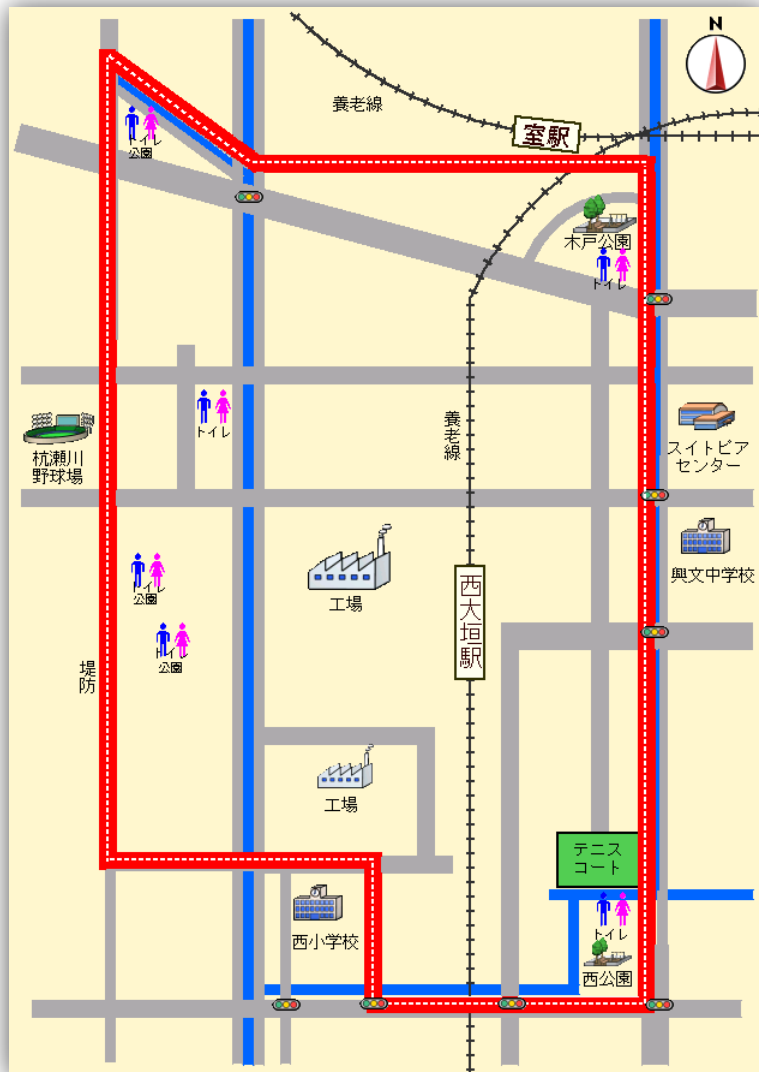 N
養老線
室駅
トイレ
公園
木戸公園
トイレ
養老線
トイレ
杭瀬川
野球場
スイトピア
センター
興文中学校
トイレ
公園
工場
西大垣駅
トイレ
公園
堤防
工場
テニス
コート
西小学校
トイレ
西公園